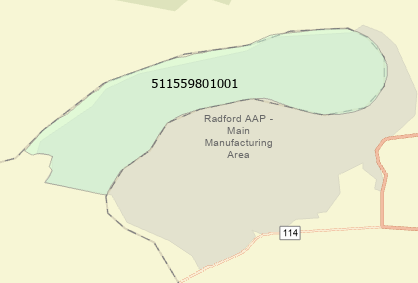 511559801001
Radford AAP -
Main
Manufacturing
Area
114